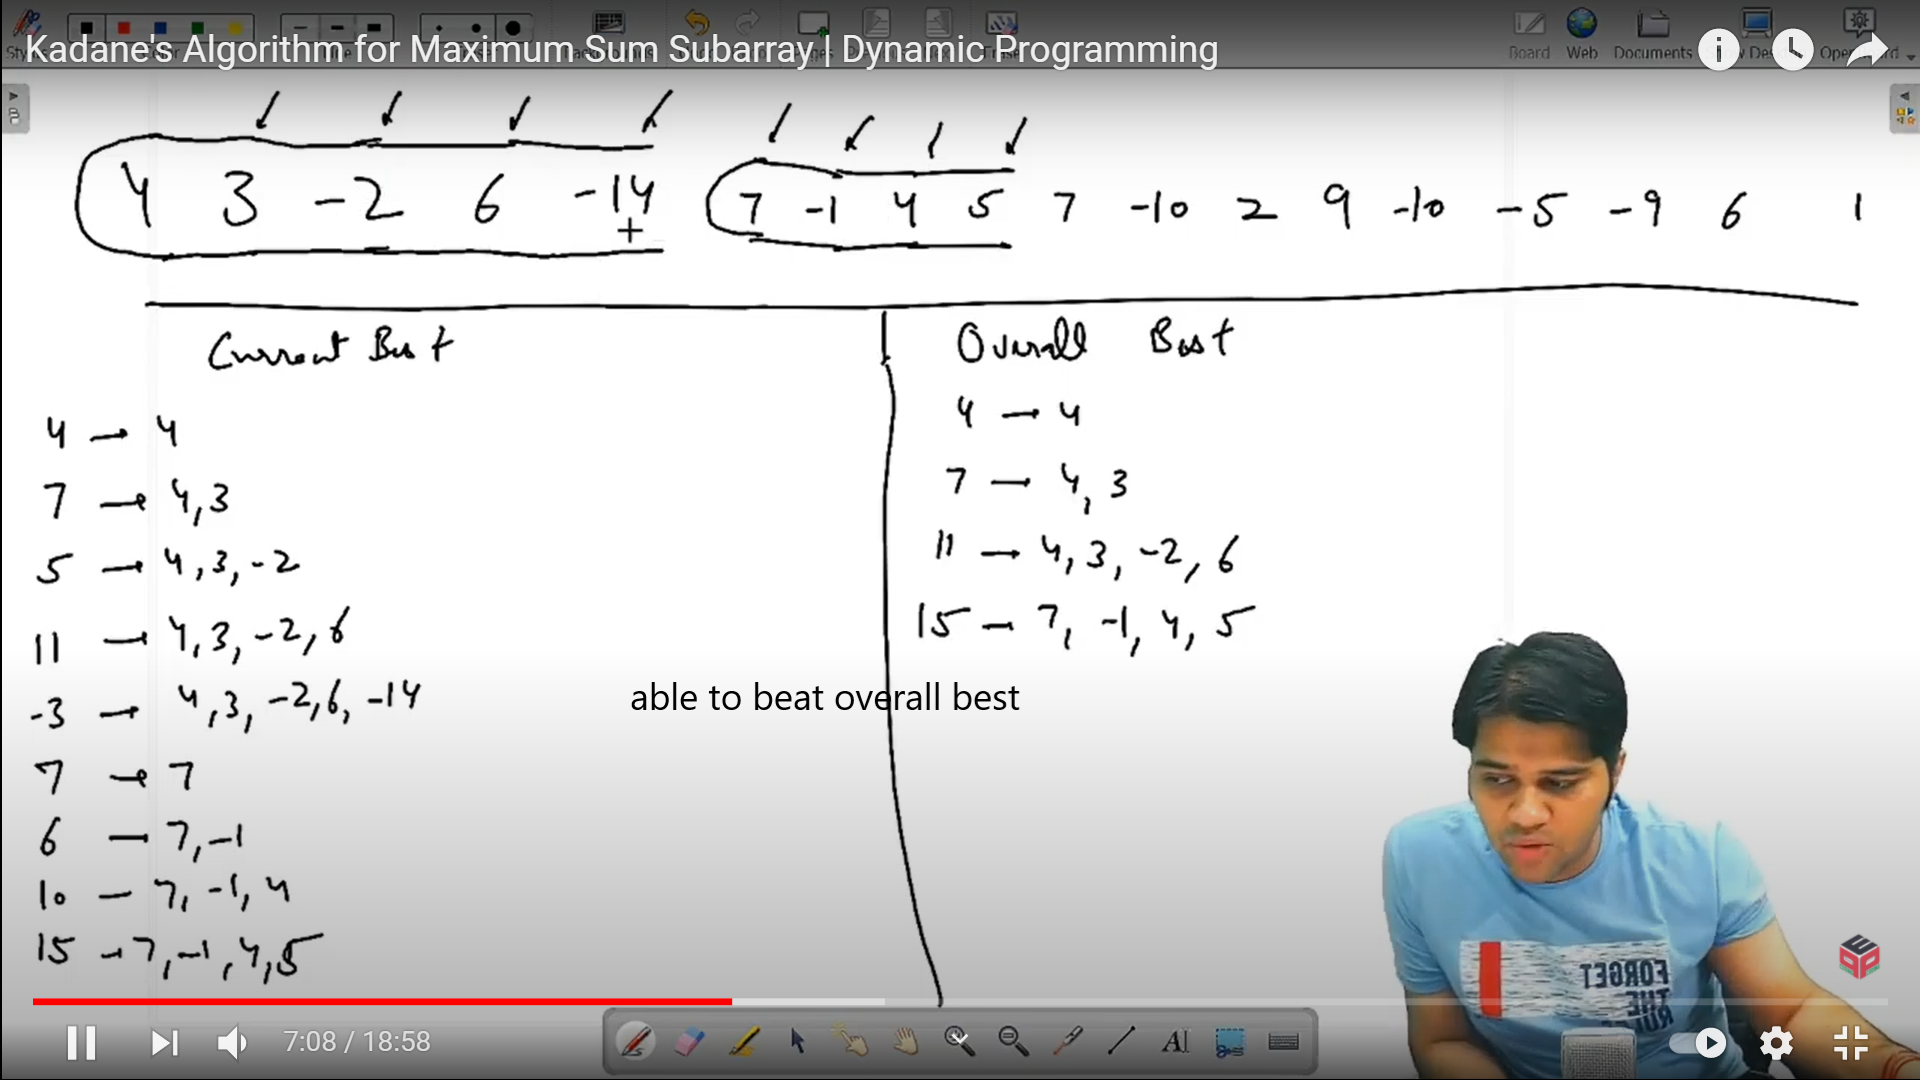 Kadane's Algorithm for Maximum Sum Subarray | Dynamic Programming
Board Web Documents
4 3 -2 6 -14 7 -1 4 5 7 -10 2 9 -10 -5 -9 6 1
+
Current Best
Overall Best
4 → 4
7 → 4,3
5 → 4,3,-2
11 → 4,3,-2,6
-3 → 4,3,-2,6,-14
7 → 7
6 — 7,-1
10 — 7,-1,4
15 → 7,-1,4,5
4 → 4
7 — 4,3
11 → 4,3,-2,6
15 — 7,-1,4,5
able to beat overall best
FORGET
THE
7:08 / 18:58